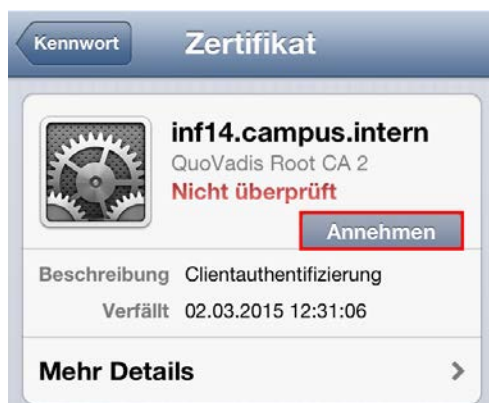 Kennwort
Zertifikat
inf14.campus.intern
QuoVadis Root CA 2
Nicht überprüft
Annehmen
Beschreibung Clientauthentifizierung
Verfällt 02.03.2015 12:31:06
Mehr Details